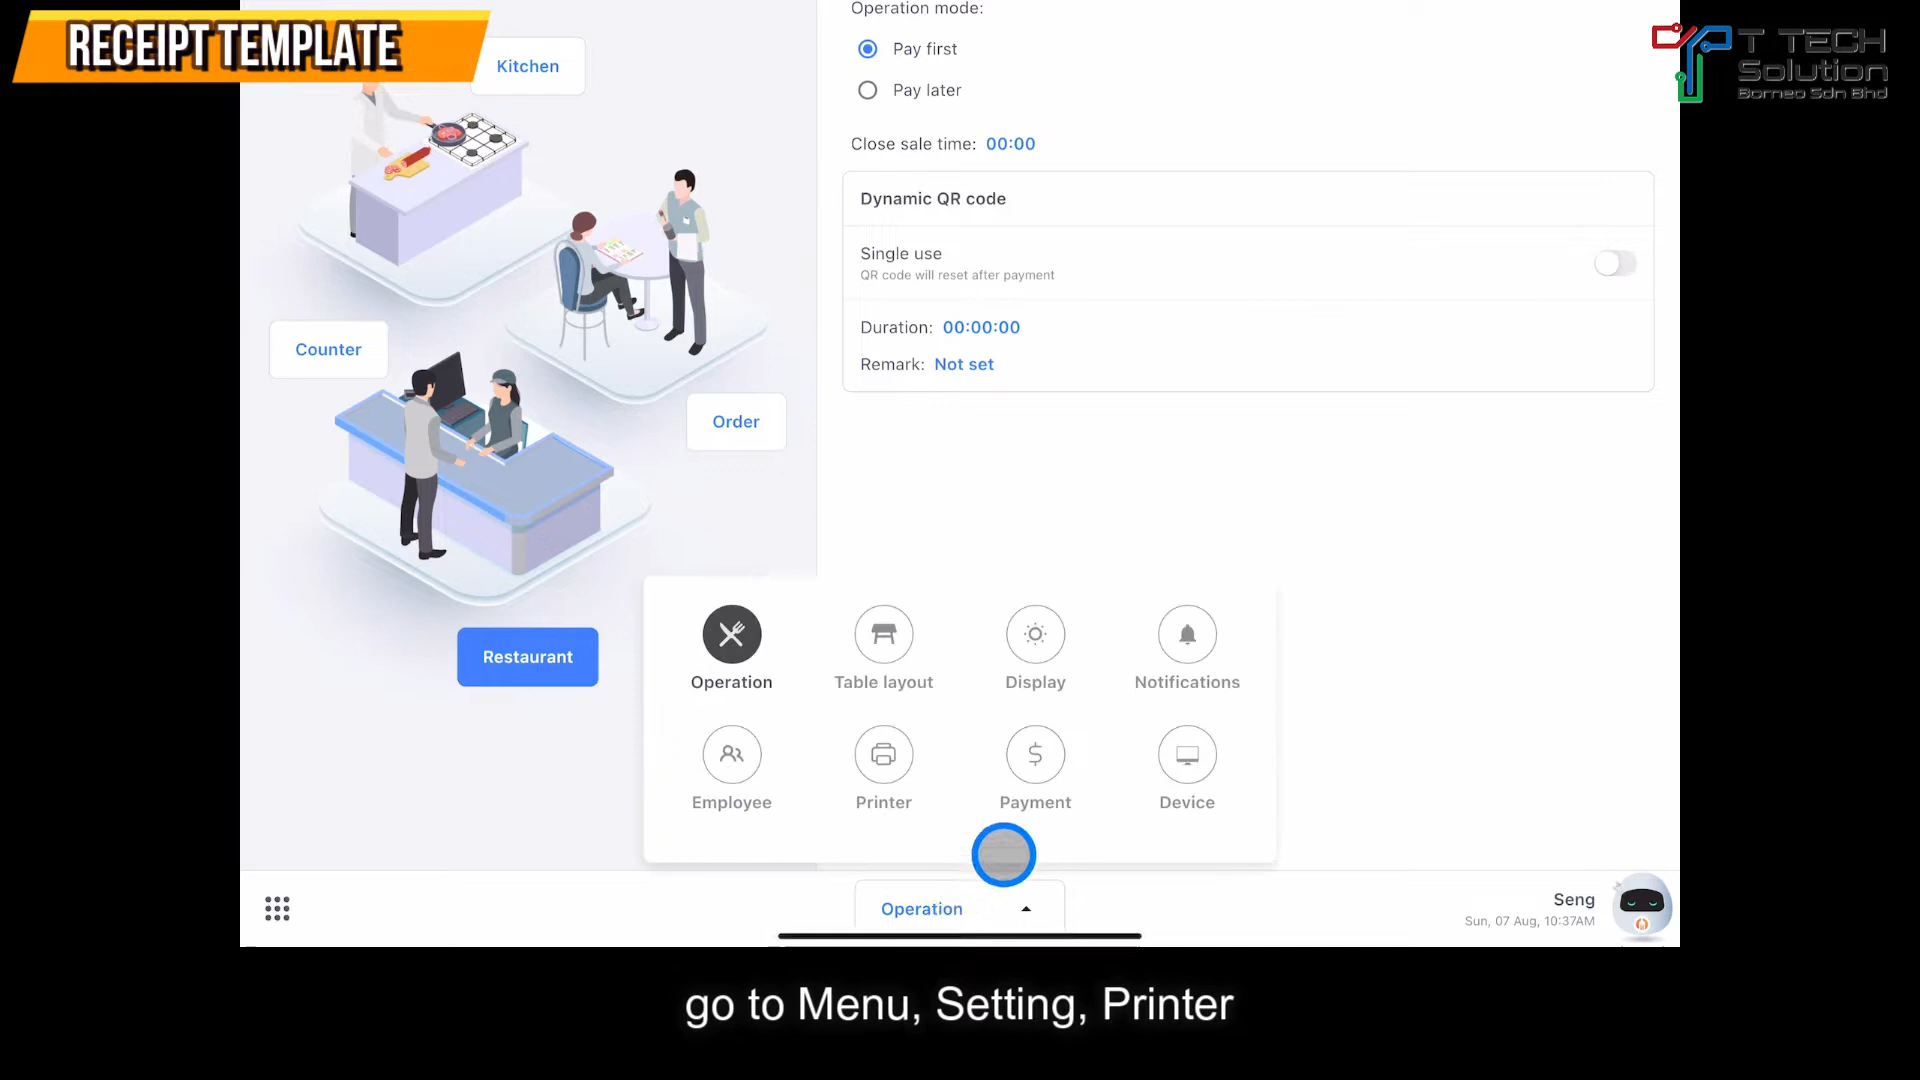 RECEIPT TEMPLATE
T TECH
Solution
Borneo Sdn Bhd
Kitchen
Counter
Order
Restaurant
Operation mode:
Pay first
Pay later
Close sale time: 00:00
Dynamic QR code
Single use
QR code will reset after payment
Duration: 00:00:00
Remark: Not set
Operation
Table layout
Display
Notifications
Employee
Printer
Payment
Device
Operation
Seng
Sun, 07 Aug, 10:37AM
go to Menu, Setting, Printer